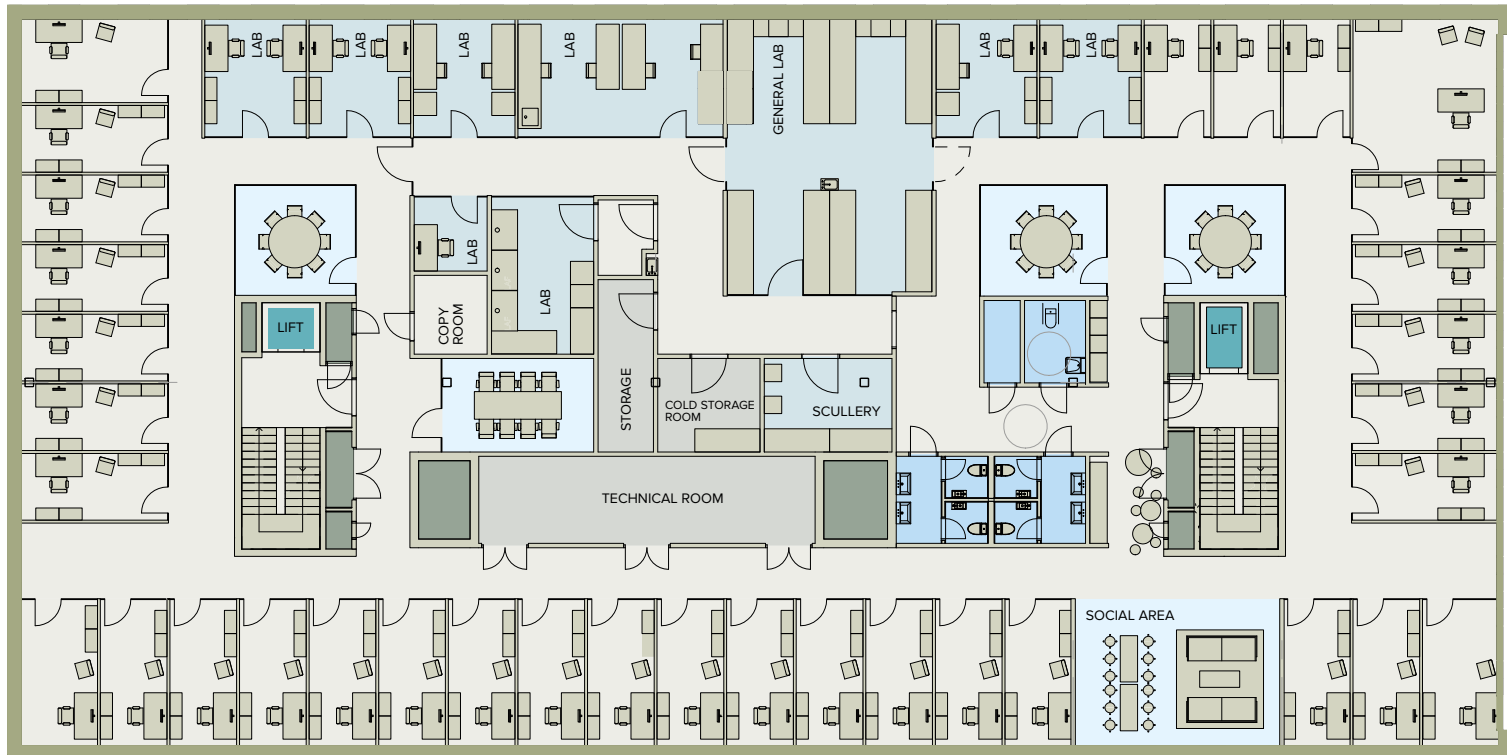 LAB
LAB
LAB
LAB
GENERAL LAB
LAB
LAB
LAB
LAB
COPY
ROOM
LIFT
LIFT
STORAGE
COLD STORAGE
ROOM
SCULLERY
TECHNICAL ROOM
SOCIAL AREA